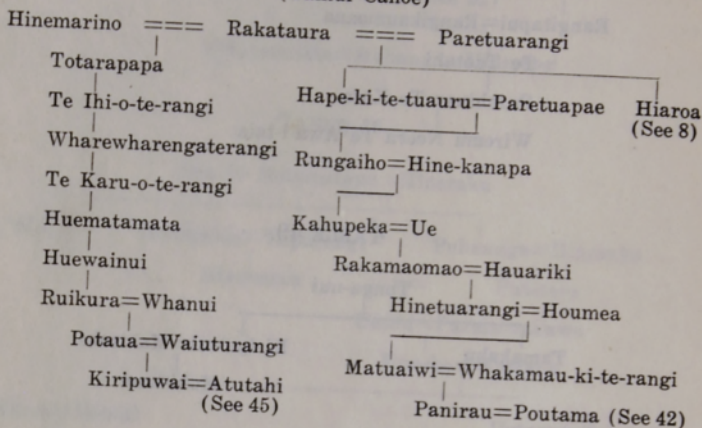 Hinemarino === Rakataura === Paretuarangi
Totarapapa
Te Ihi-o-te-rangi Hape-ki-te-tuauru=Paretuapae Hiaroa
(See 8)
Wharewharengaterangi Rungaiho=Hine-kanapa
Te Karu-o-te-rangi
Huematamata Kahupeka=Ue
Huewainui Rakamaomao=Hauariki
Ruikura=Whanui Hinetuarangi=Houmea
Potaua=Waiuturangi
Kiripuwai=Atutahi Matuaiwi=Whakamau-ki-te-rangi
(See 45) Panirau=Poutama (See 42)